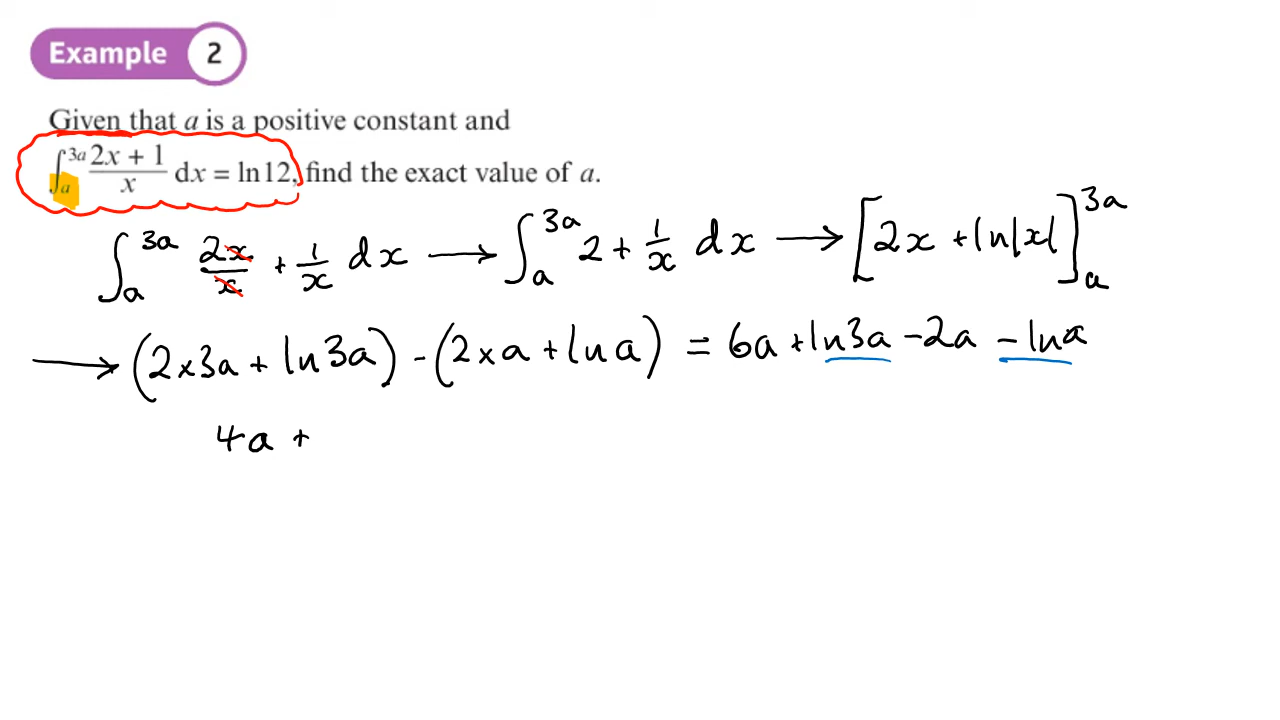 Example 2
Given that a is a positive constant and
∫_a^{3a} (2x + 1)/x dx = ln12, find the exact value of a.
∫_a^{3a} 2x/x + 1/x dx → ∫_a^{3a} 2 + 1/x dx → [2x + ln|x|]_a^{3a}
→ (2×3a + ln3a) - (2×a + lna) = 6a + ln3a - 2a - lna
4a +